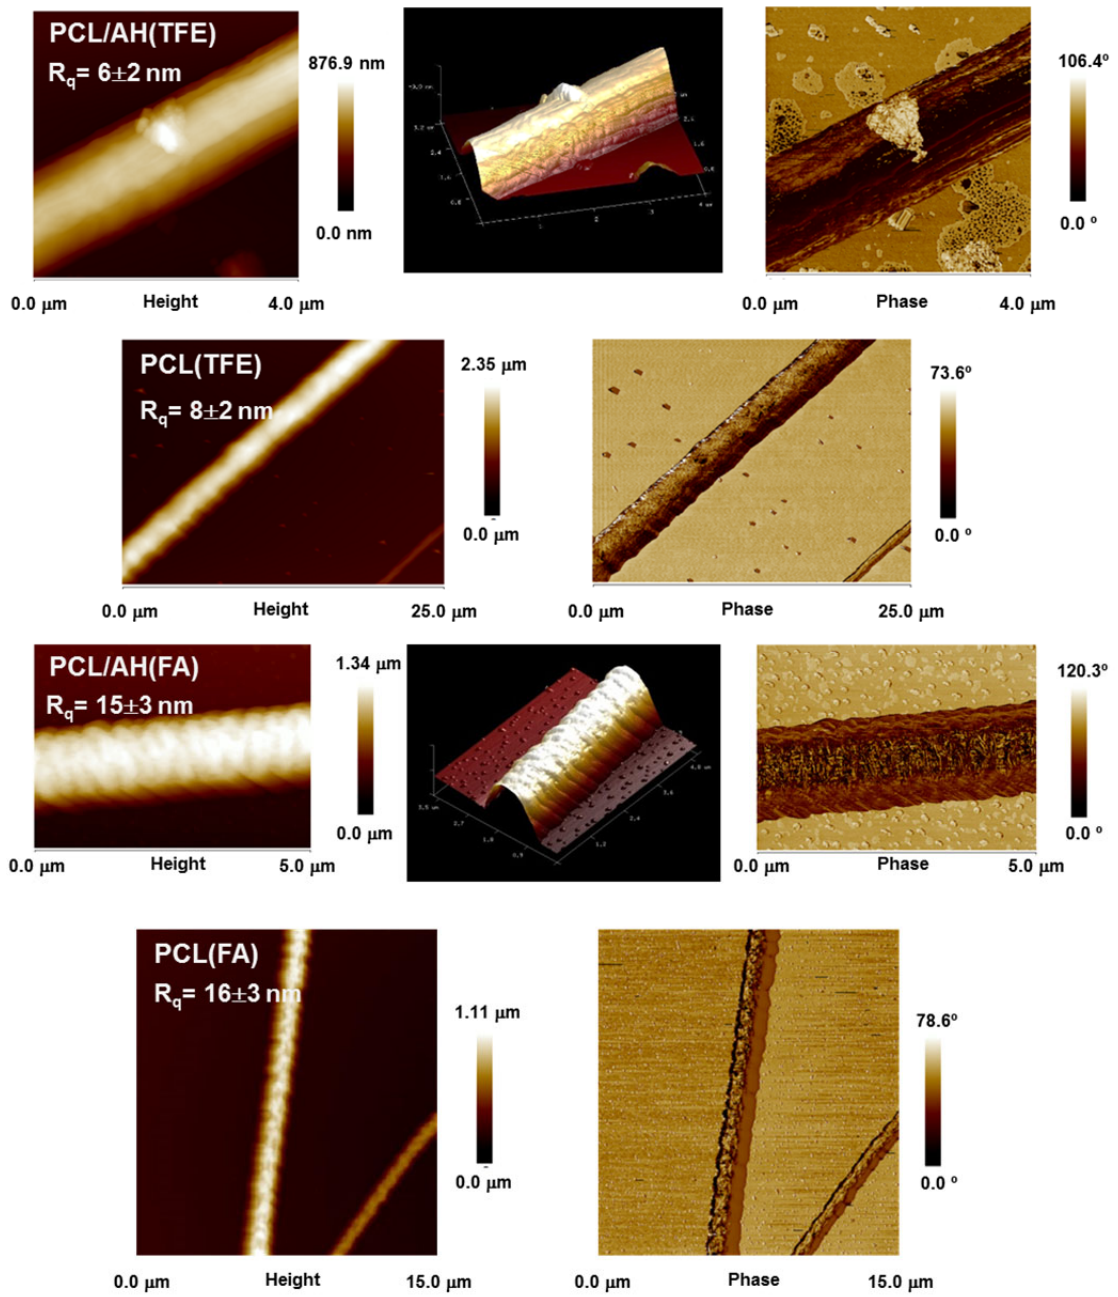 PCL/AH(TFE)
Rq= 6±2 nm
876.9 nm
0.0 nm
106.4º
0.0 º
0.0 μm Height 4.0 μm
0.0 μm Phase 4.0 μm
PCL(TFE)
Rq= 8±2 nm
2.35 μm
0.0 μm
73.6º
0.0 º
0.0 μm Height 25.0 μm
0.0 μm Phase 25.0 μm
PCL/AH(FA)
Rq= 15±3 nm
1.34 μm
0.0 μm
120.3º
0.0 º
0.0 μm Height 5.0 μm
0.0 μm Phase 5.0 μm
PCL(FA)
Rq= 16±3 nm
1.11 μm
0.0 μm
78.6º
0.0 º
0.0 μm Height 15.0 μm
0.0 μm Phase 15.0 μm